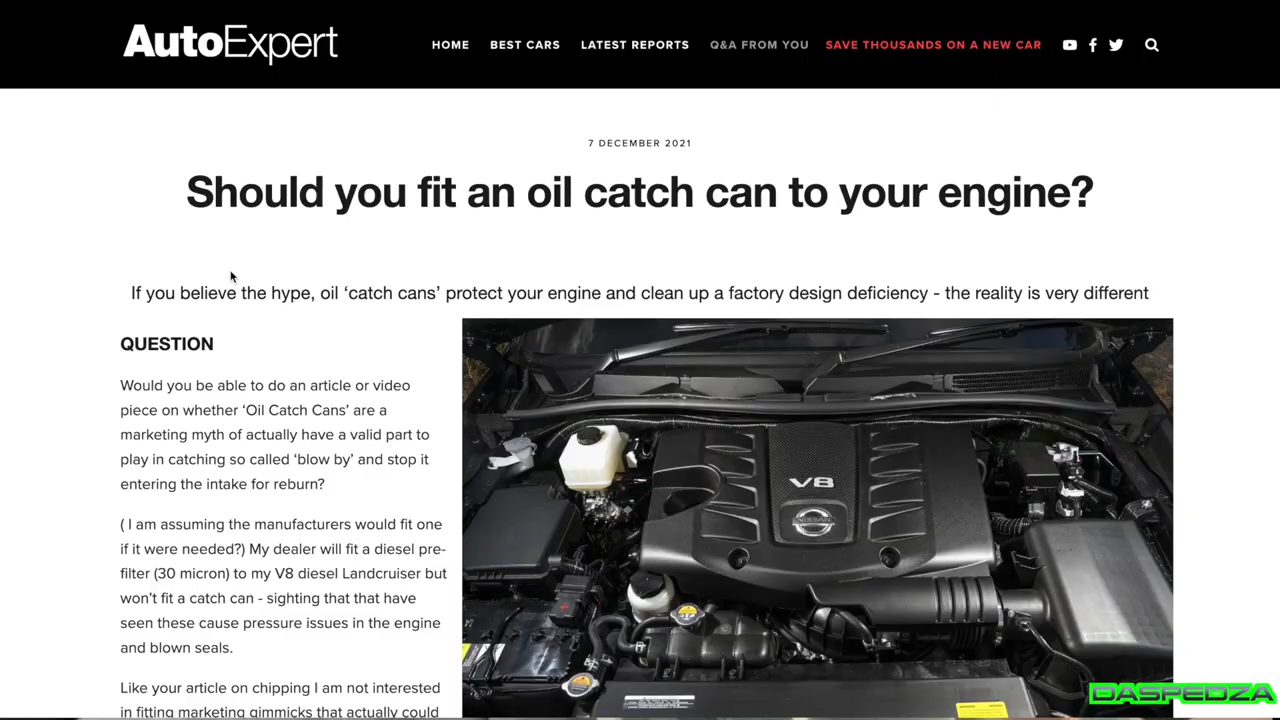 AutoExpert
HOME BEST CARS LATEST REPORTS Q&A FROM YOU SAVE THOUSANDS ON A NEW CAR
7 DECEMBER 2021
Should you fit an oil catch can to your engine?
If you believe the hype, oil ‘catch cans’ protect your engine and clean up a factory design deficiency - the reality is very different
QUESTION
Would you be able to do an article or video
piece on whether ‘Oil Catch Cans’ are a
marketing myth of actually have a valid part to
play in catching so called ‘blow by’ and stop it
entering the intake for reburn?
( I am assuming the manufacturers would fit one
if it were needed?) My dealer will fit a diesel pre-
filter (30 micron) to my V8 diesel Landcruiser but
won’t fit a catch can - sighting that that have
seen these cause pressure issues in the engine
and blown seals.
Like your article on chipping I am not interested
in fitting marketing gimmicks that actually could
V8
NISSAN
DASPEDZA